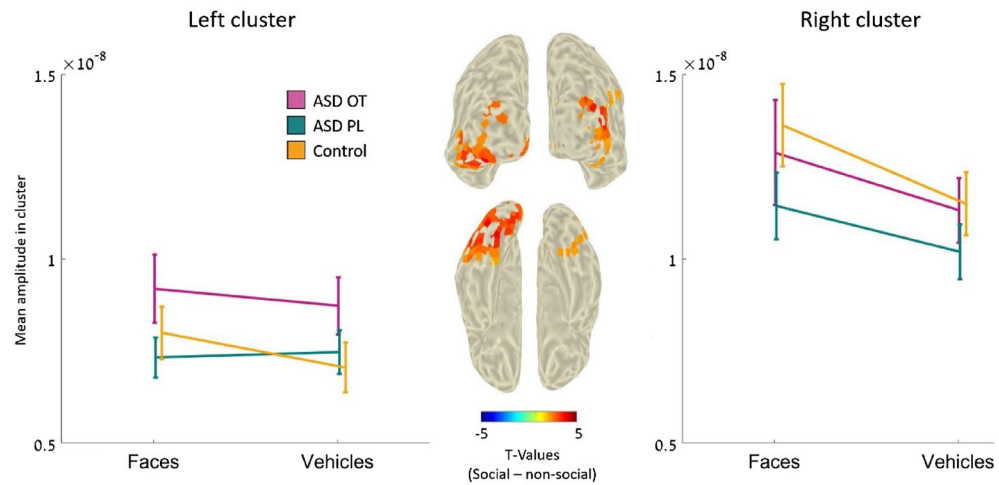 Left cluster
Right cluster
×10⁻⁸
1.5
1
0.5
Mean amplitude in cluster
ASD OT
ASD PL
Control
Faces
Vehicles
-5
5
T-Values
(Social – non-social)
×10⁻⁸
1.5
1
0.5
Faces
Vehicles